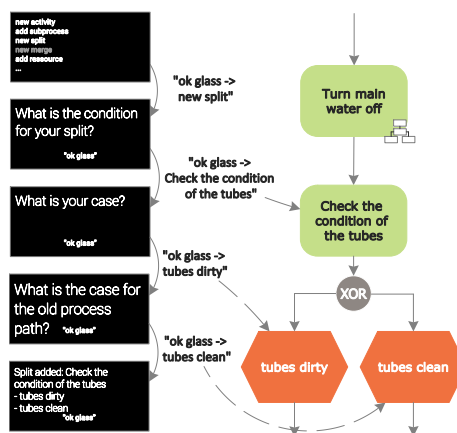 new activity
add subprocess
new split
new merge
add ressource
...
"ok glass ->
new split"
What is the condition
for your split?
"ok glass"
"ok glass ->
Check the condition
of the tubes"
What is your case?
"ok glass"
"ok glass ->
tubes dirty"
What is the case for
the old process
path? "ok glass"
"ok glass ->
tubes clean"
Split added: Check the
condition of the tubes
- tubes dirty
- tubes clean
"ok glass"
Turn main
water off
Check the
condition of
the tubes
XOR
tubes dirty
tubes clean